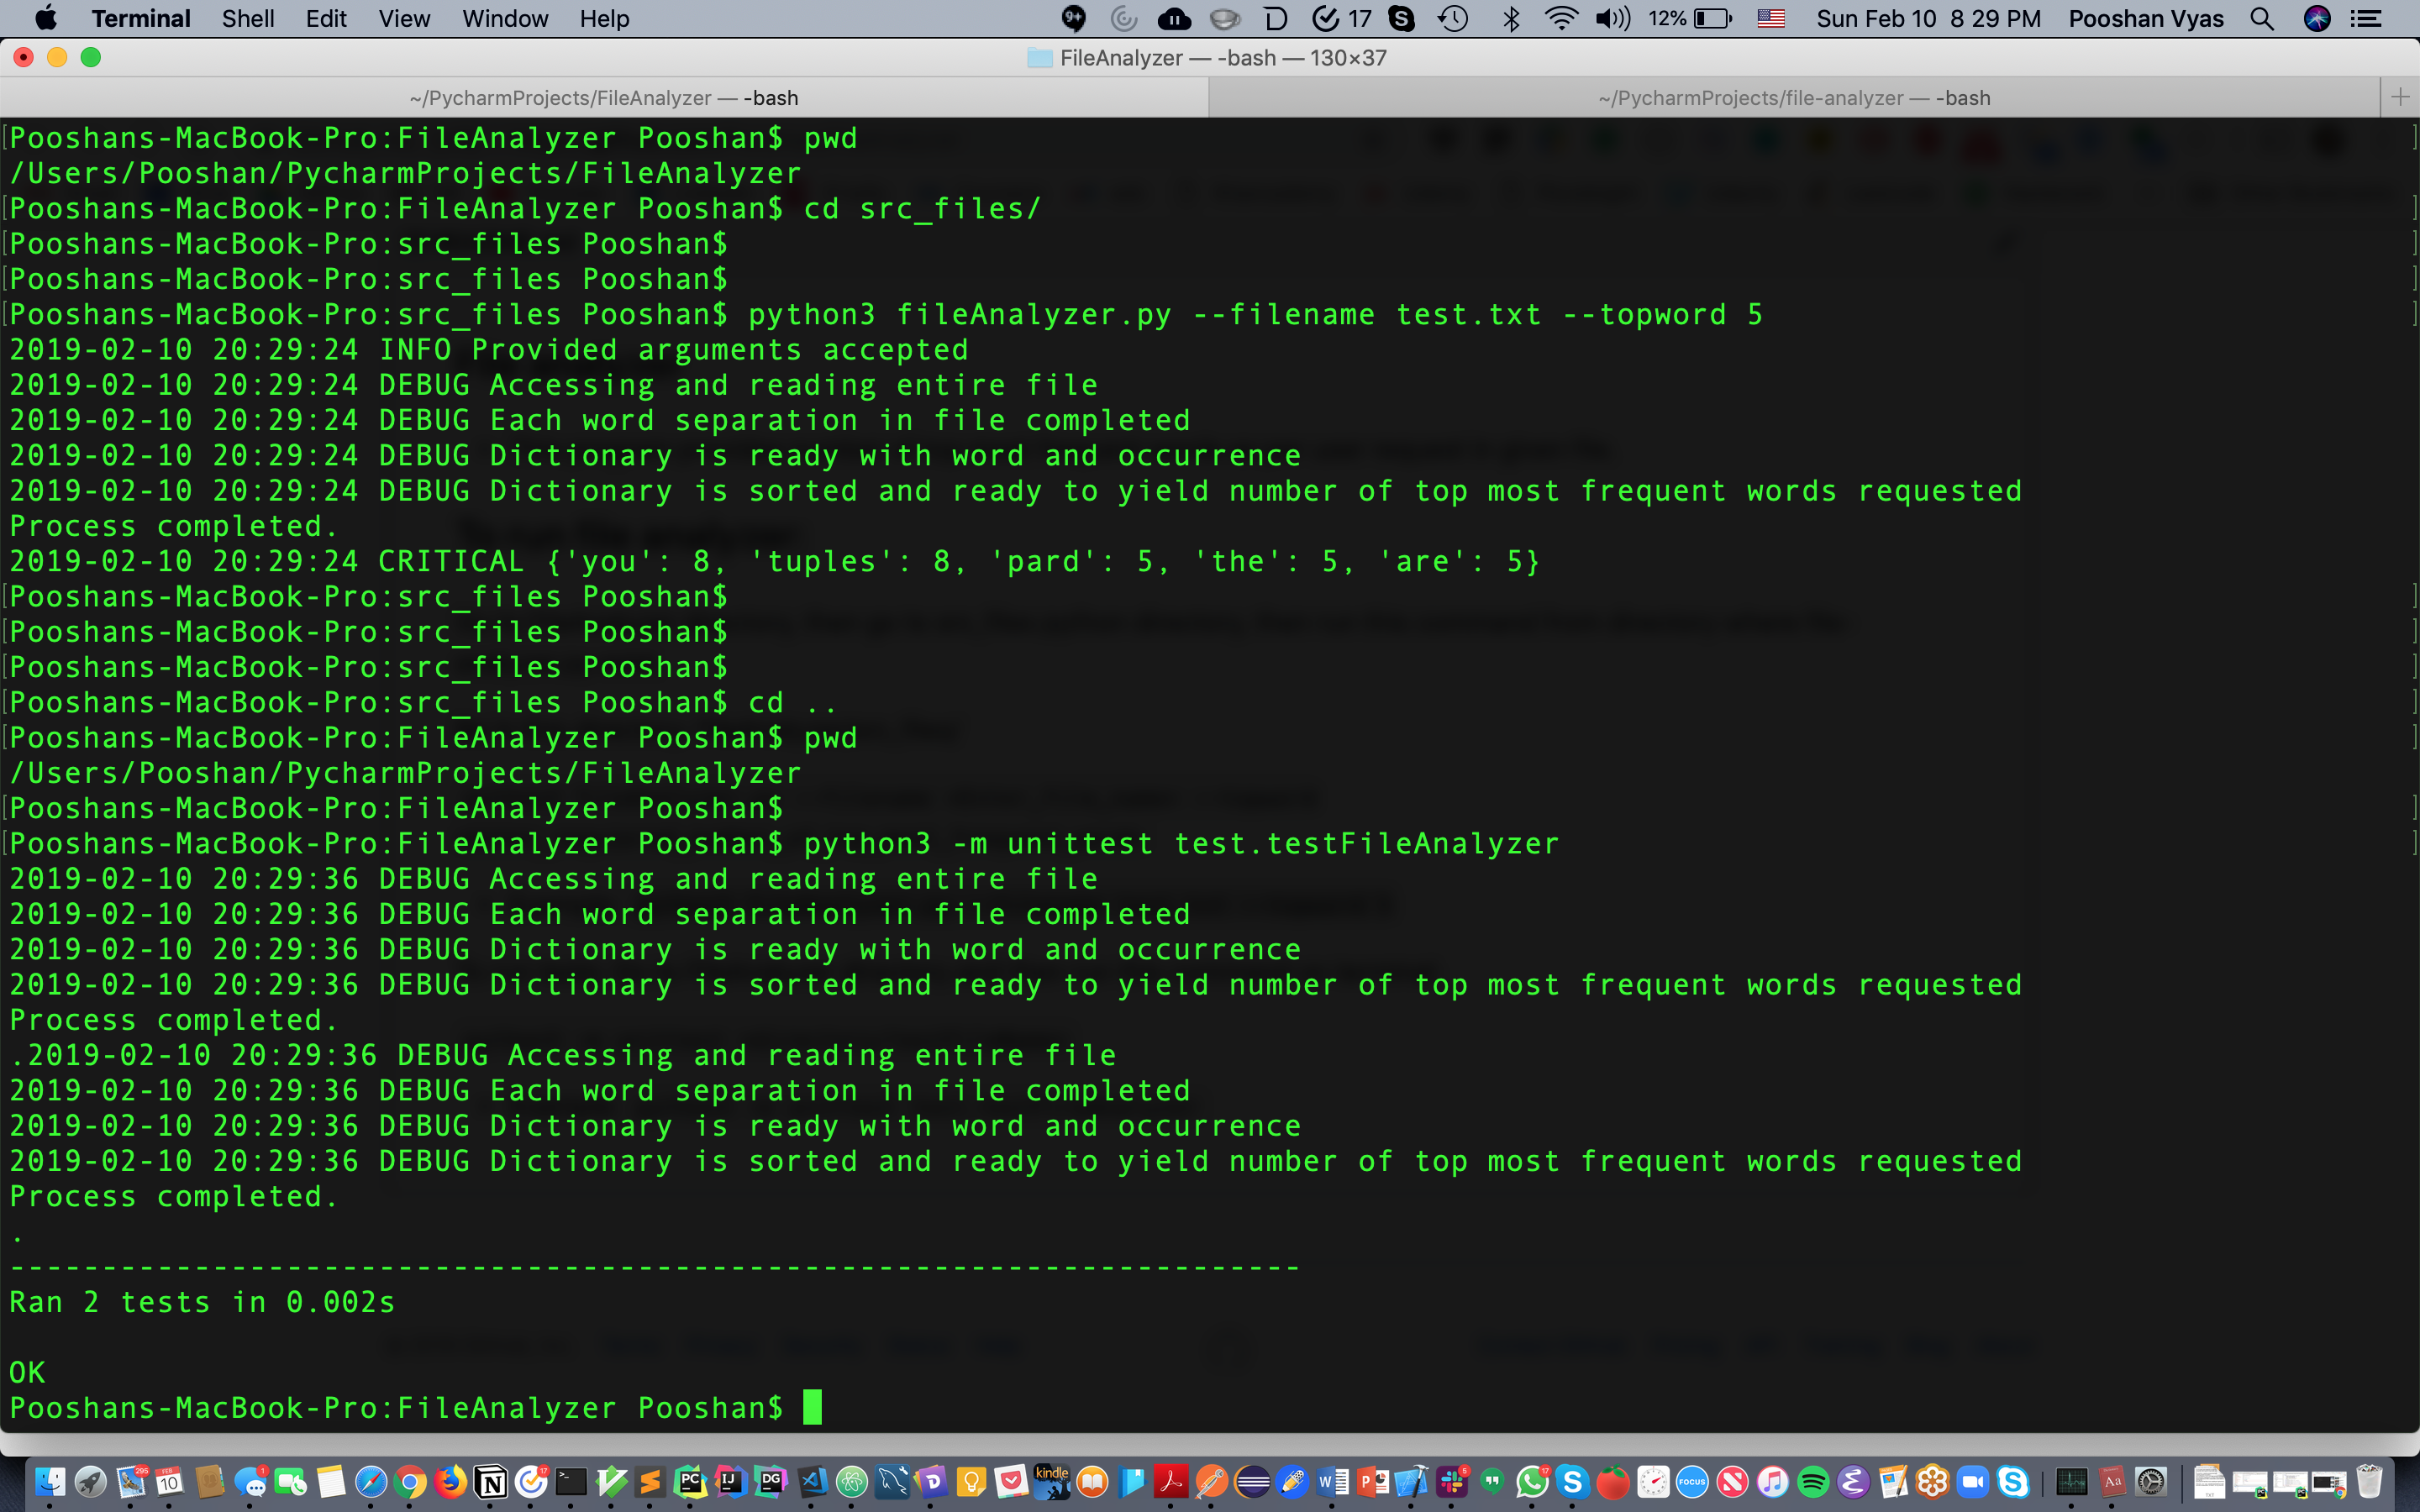 Terminal Shell Edit View Window Help 9+ 17 12% Sun Feb 10 8 29 PM Pooshan Vyas
FileAnalyzer — -bash — 130×37
~/PycharmProjects/FileAnalyzer — -bash
~/PycharmProjects/file-analyzer — -bash
[Pooshans-MacBook-Pro:FileAnalyzer Pooshan$ pwd ]
/Users/Pooshan/PycharmProjects/FileAnalyzer
[Pooshans-MacBook-Pro:FileAnalyzer Pooshan$ cd src_files/ ]
[Pooshans-MacBook-Pro:src_files Pooshan$ ]
[Pooshans-MacBook-Pro:src_files Pooshan$ ]
[Pooshans-MacBook-Pro:src_files Pooshan$ python3 fileAnalyzer.py --filename test.txt --topword 5 ]
2019-02-10 20:29:24 INFO Provided arguments accepted
2019-02-10 20:29:24 DEBUG Accessing and reading entire file
2019-02-10 20:29:24 DEBUG Each word separation in file completed
2019-02-10 20:29:24 DEBUG Dictionary is ready with word and occurrence
2019-02-10 20:29:24 DEBUG Dictionary is sorted and ready to yield number of top most frequent words requested
Process completed.
2019-02-10 20:29:24 CRITICAL {'you': 8, 'tuples': 8, 'pard': 5, 'the': 5, 'are': 5}
[Pooshans-MacBook-Pro:src_files Pooshan$ ]
[Pooshans-MacBook-Pro:src_files Pooshan$ ]
[Pooshans-MacBook-Pro:src_files Pooshan$ ]
[Pooshans-MacBook-Pro:src_files Pooshan$ cd .. ]
[Pooshans-MacBook-Pro:FileAnalyzer Pooshan$ pwd ]
/Users/Pooshan/PycharmProjects/FileAnalyzer
[Pooshans-MacBook-Pro:FileAnalyzer Pooshan$ ]
[Pooshans-MacBook-Pro:FileAnalyzer Pooshan$ python3 -m unittest test.testFileAnalyzer ]
2019-02-10 20:29:36 DEBUG Accessing and reading entire file
2019-02-10 20:29:36 DEBUG Each word separation in file completed
2019-02-10 20:29:36 DEBUG Dictionary is ready with word and occurrence
2019-02-10 20:29:36 DEBUG Dictionary is sorted and ready to yield number of top most frequent words requested
Process completed.
.2019-02-10 20:29:36 DEBUG Accessing and reading entire file
2019-02-10 20:29:36 DEBUG Each word separation in file completed
2019-02-10 20:29:36 DEBUG Dictionary is ready with word and occurrence
2019-02-10 20:29:36 DEBUG Dictionary is sorted and ready to yield number of top most frequent words requested
Process completed.
.
----------------------------------------------------------------------
Ran 2 tests in 0.002s
OK
Pooshans-MacBook-Pro:FileAnalyzer Pooshan$
295 FEB 10 1 17 PC IJ DG D kindle W P 6 17 FOCUS Aa